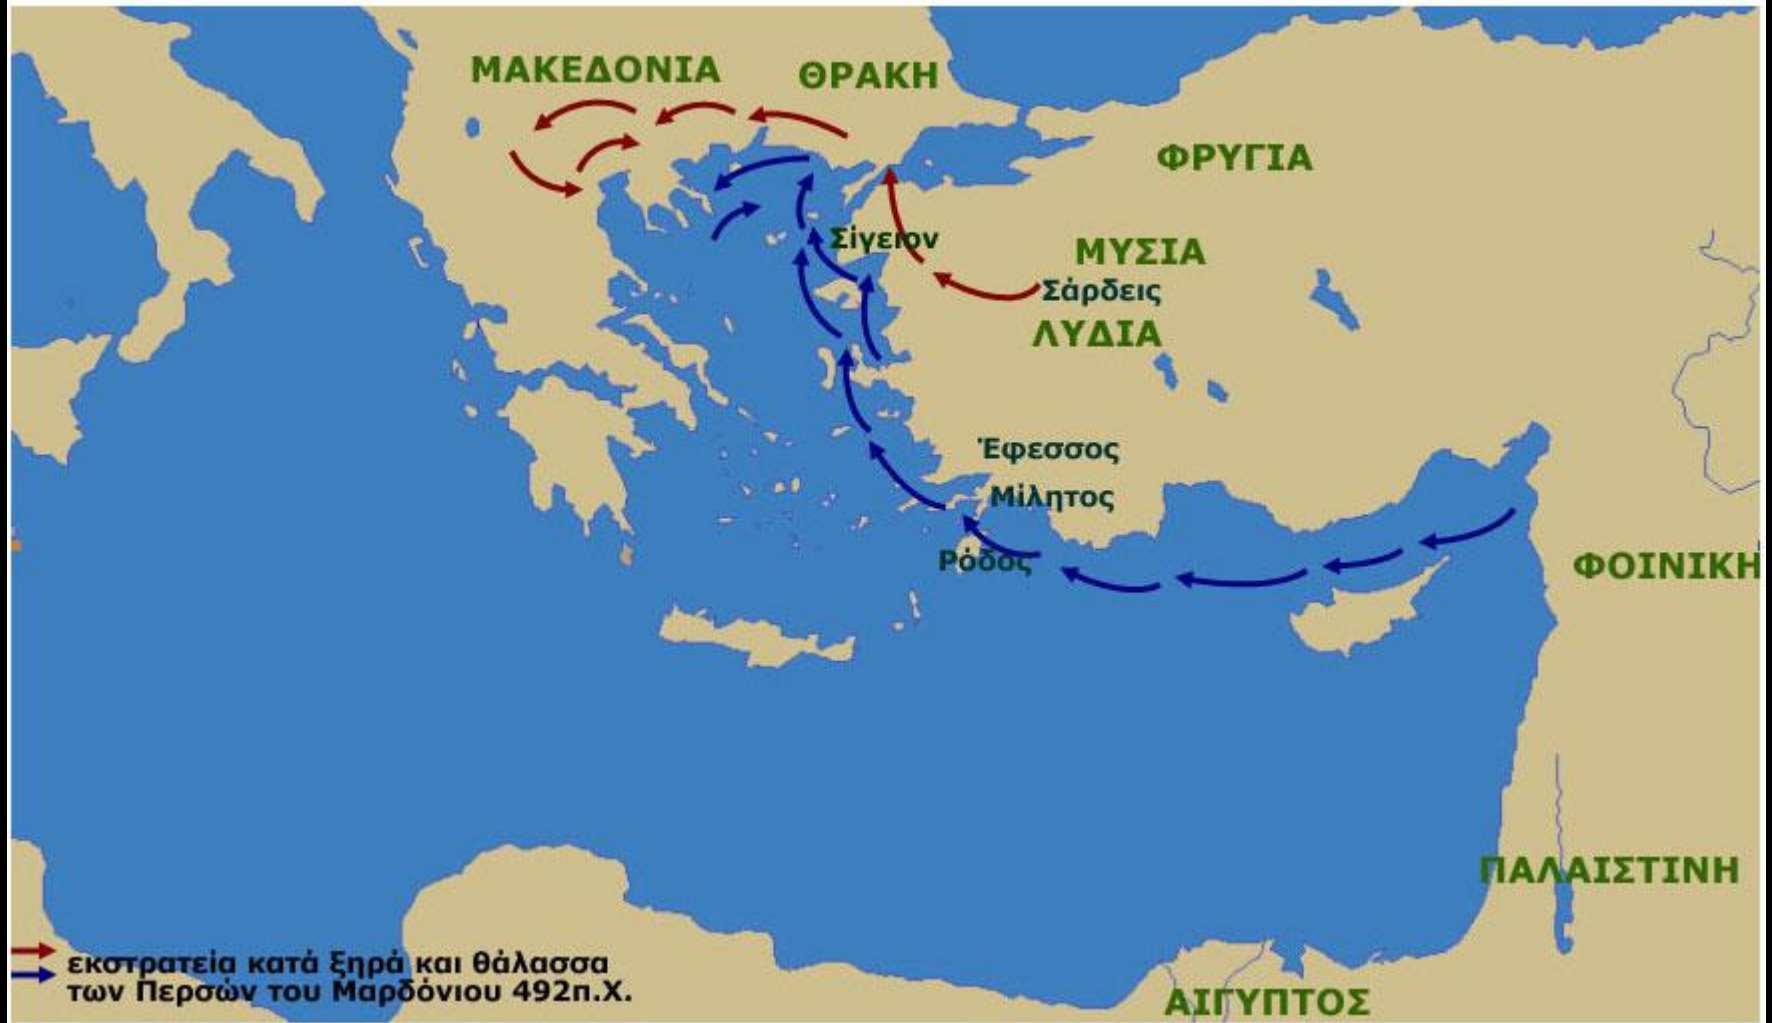 ΜΑΚΕΔΟΝΙΑ
ΘΡΑΚΗ
ΦΡΥΓΙΑ
Σίγειον
ΜΥΣΙΑ
Σάρδεις
ΛΥΔΙΑ
Έφεσσος
Μίλητος
Ρόδος
ΦΟΙΝΙΚΗ
ΠΑΛΑΙΣΤΙΝΗ
εκστρατεία κατά ξηρά και θάλασσα
των Περσών του Μαρδόνιου 492π.Χ.
ΑΙΓΥΠΤΟΣ